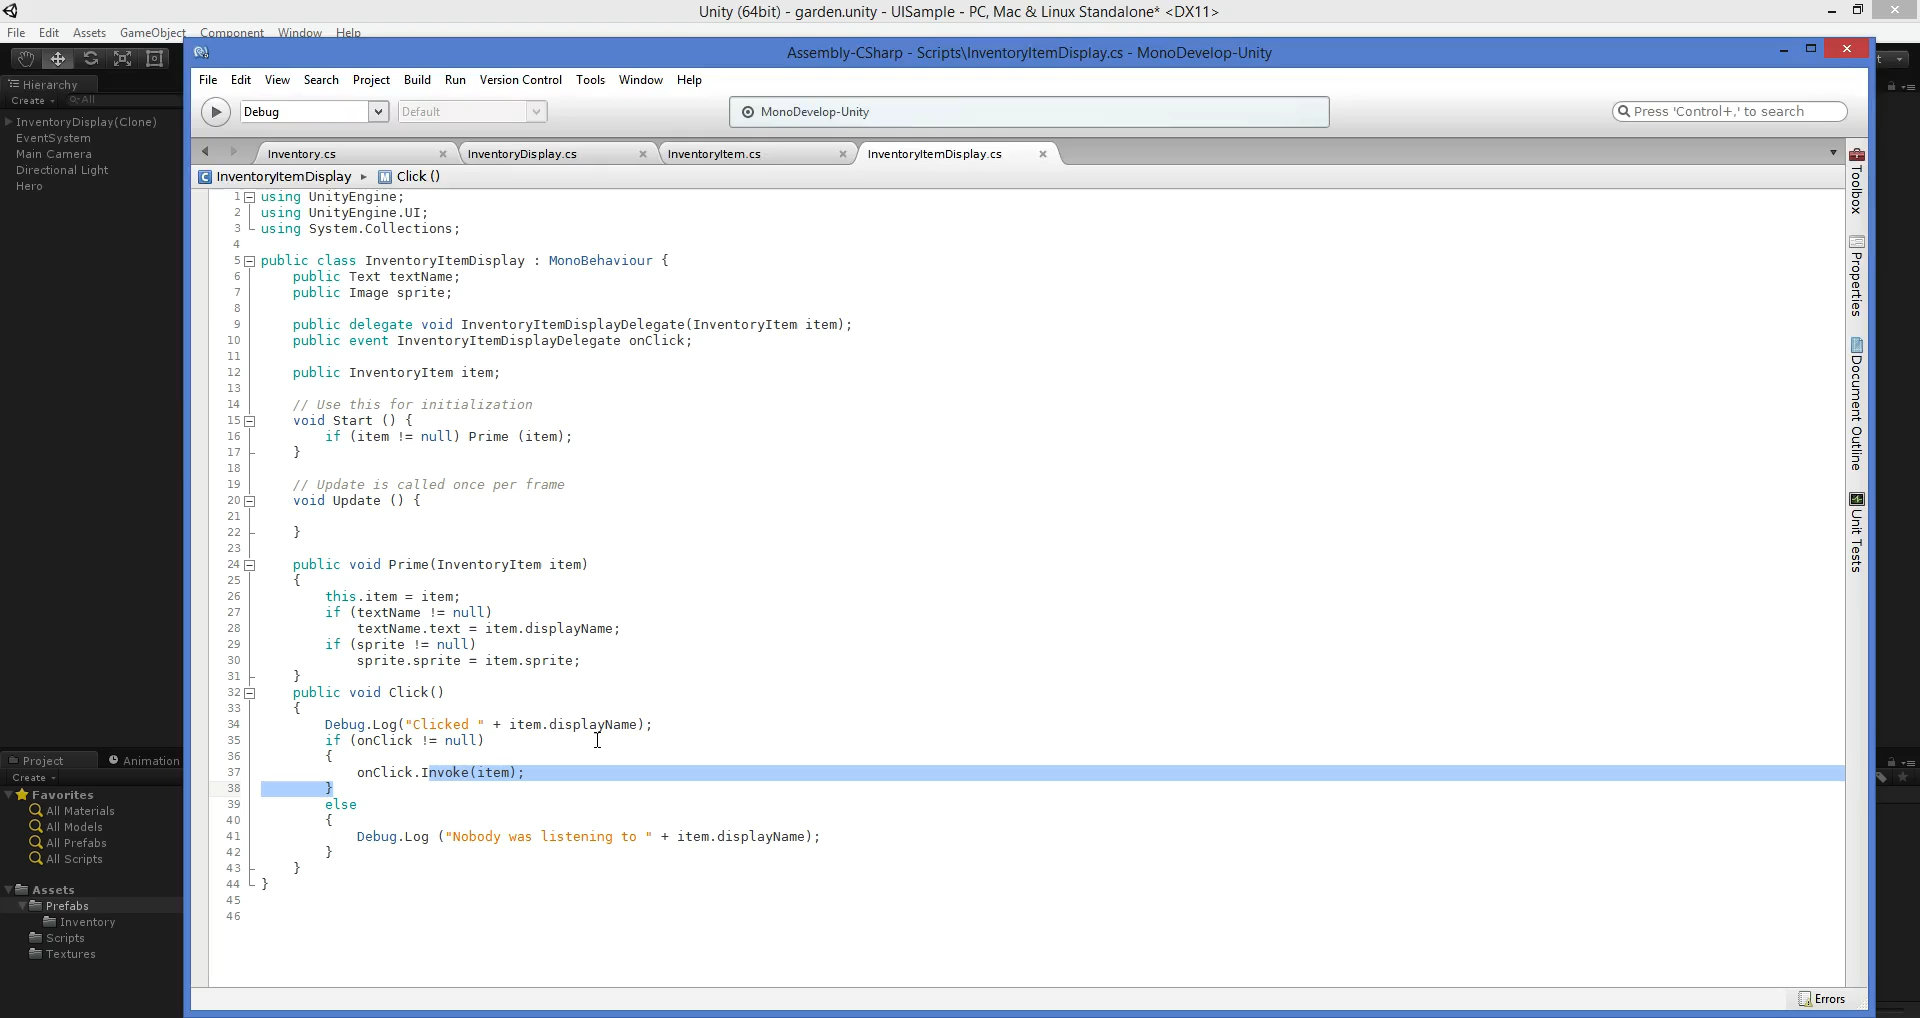 Unity (64bit) - garden.unity - UISample - PC, Mac & Linux Standalone* <DX11>
File Edit Assets GameObject Component Window Help
Assembly-CSharp - Scripts\InventoryItemDisplay.cs - MonoDevelop-Unity
File Edit View Search Project Build Run Version Control Tools Window Help
Debug Default MonoDevelop-Unity Press 'Control+,' to search
Hierarchy
Create All
InventoryDisplay(Clone)
EventSystem
Main Camera
Directional Light
Hero
Inventory.cs InventoryDisplay.cs InventoryItem.cs InventoryItemDisplay.cs
InventoryItemDisplay Click ()
1 using UnityEngine;
2 using UnityEngine.UI;
3 using System.Collections;
4
5 public class InventoryItemDisplay : MonoBehaviour {
6 public Text textName;
7 public Image sprite;
8
9 public delegate void InventoryItemDisplayDelegate(InventoryItem item);
10 public event InventoryItemDisplayDelegate onClick;
11
12 public InventoryItem item;
13
14 // Use this for initialization
15 void Start () {
16 if (item != null) Prime (item);
17 }
18
19 // Update is called once per frame
20 void Update () {
21
22 }
23
24 public void Prime(InventoryItem item)
25 {
26 this.item = item;
27 if (textName != null)
28 textName.text = item.displayName;
29 if (sprite != null)
30 sprite.sprite = item.sprite;
31 }
32 public void Click()
33 {
34 Debug.Log("Clicked " + item.displayName);
35 if (onClick != null)
36 {
37 onClick.Invoke(item);
38 }
39 else
40 {
41 Debug.Log ("Nobody was listening to " + item.displayName);
42 }
43 }
44 }
45
46
Toolbox
Properties
Document Outline
Unit Tests
Project Animation
Create
Favorites
All Materials
All Models
All Prefabs
All Scripts
Assets
Prefabs
Inventory
Scripts
Textures
Errors